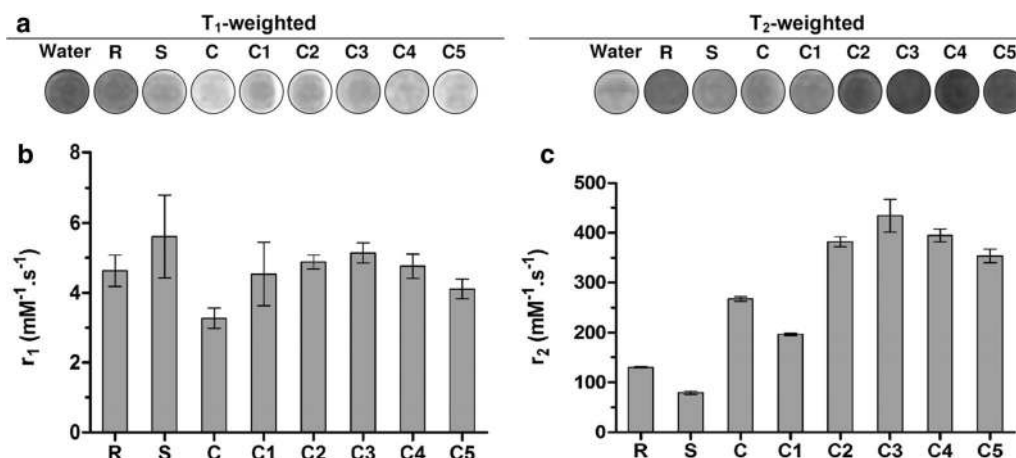 a
T1-weighted
T2-weighted
Water R S C C1 C2 C3 C4 C5
Water R S C C1 C2 C3 C4 C5
b
r1 (mM-1.s-1)
8
6
4
2
0
R S C C1 C2 C3 C4 C5
c
r2 (mM-1.s-1)
500
400
300
200
100
0
R S C C1 C2 C3 C4 C5